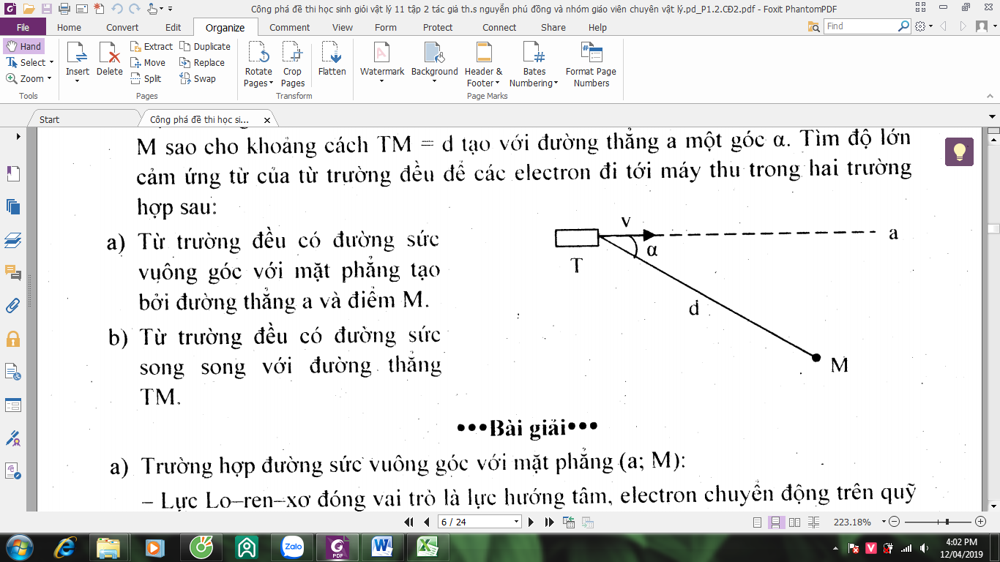 Công phá đề thi học sinh giỏi vật lý 11 tập 2 tác giả th.s nguyễn phú đồng và nhóm giáo viên chuyên vật lý.pd_P1.2.CĐ2.pdf - Foxit PhantomPDF
File Home Convert Edit Organize Comment View Form Protect Connect Share Help Find
Hand
Select
Zoom
Tools
Insert
Delete
Extract
Move
Split
Duplicate
Replace
Swap
Pages
Rotate Pages
Crop Pages
Flatten
Transform
Watermark
Background
Header & Footer
Bates Numbering
Format Page Numbers
Page Marks
Start
Công phá đề thi học si...
M sao cho khoảng cách TM = d tạo với đường thẳng a một góc α. Tìm độ lớn
cảm ứng từ của từ trường đều để các electron đi tới máy thu trong hai trường
hợp sau:
a) Từ trường đều có đường sức
vuông góc với mặt phẳng tạo
bởi đường thẳng a và điểm M.
b) Từ trường đều có đường sức
song song với đường thẳng
TM.
v
a
α
T
d
M
•••Bài giải•••
a) Trường hợp đường sức vuông góc với mặt phẳng (a; M):
– Lực Lo–ren–xơ đóng vai trò là lực hướng tâm, electron chuyển động trên quỹ
6 / 24
223.18%
Zalo
PDF
4:02 PM
12/04/2019